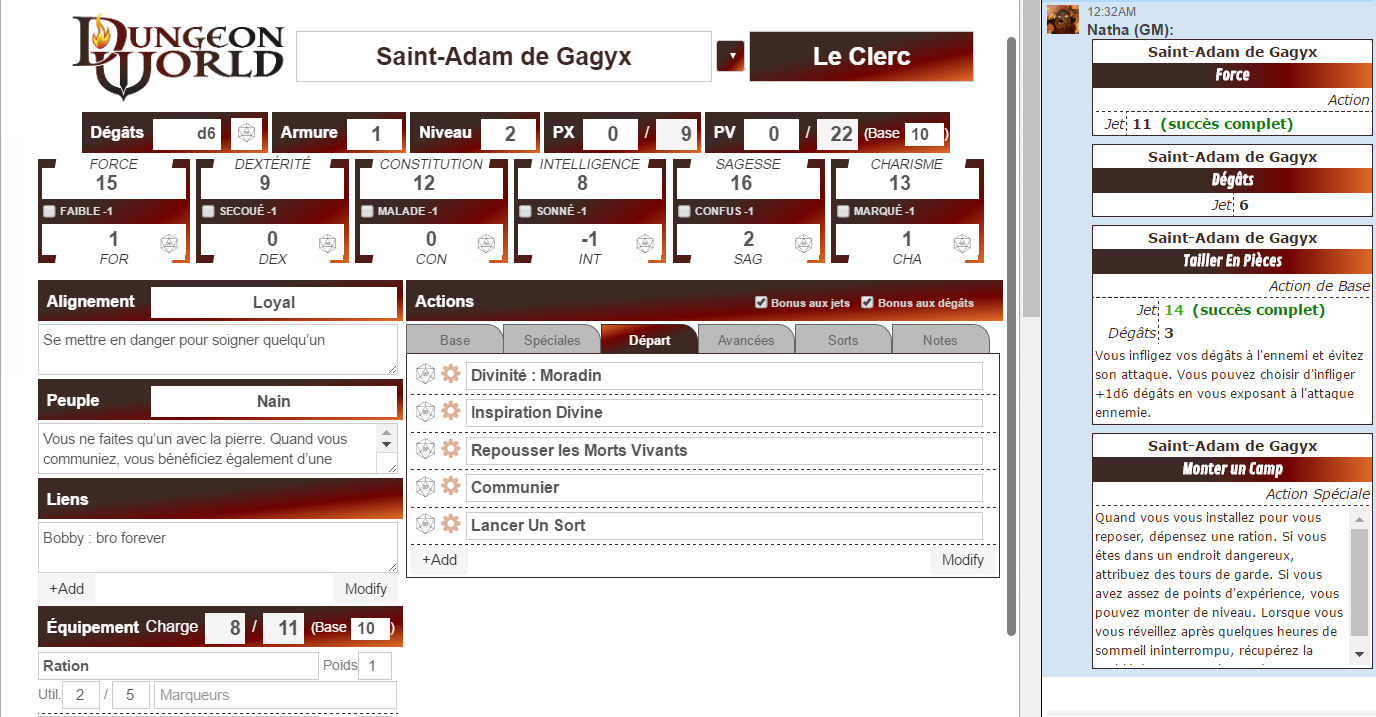 DUNGEON
WORLD
Saint-Adam de Gagyx
▼
Le Clerc
Dégâts d6
Armure 1
Niveau 2
PX 0 / 9
PV 0 / 22 (Base 10 )
FORCE
15
FAIBLE -1
1
FOR
DEXTÉRITÉ
9
SECOUÉ -1
0
DEX
CONSTITUTION
12
MALADE -1
0
CON
INTELLIGENCE
8
SONNÉ -1
-1
INT
SAGESSE
16
CONFUS -1
2
SAG
CHARISME
13
MARQUÉ -1
1
CHA
Alignement Loyal
Se mettre en danger pour soigner quelqu'un
Peuple Nain
Vous ne faites qu'un avec la pierre. Quand vous
communiez, vous bénéficiez également d'une
Liens
Bobby : bro forever
+Add Modify
Équipement Charge 8 / 11 (Base 10 )
Ration Poids 1
Util. 2 / 5 Marqueurs
Actions Bonus aux jets Bonus aux dégâts
Base Spéciales Départ Avancées Sorts Notes
Divinité : Moradin
Inspiration Divine
Repousser les Morts Vivants
Communier
Lancer Un Sort
+Add Modify
12:32AM
Natha (GM):
Saint-Adam de Gagyx
Force
Action
Jet 11 (succès complet)
Saint-Adam de Gagyx
Dégâts
Jet 6
Saint-Adam de Gagyx
Tailler En Pièces
Action de Base
Jet 14 (succès complet)
Dégâts 3
Vous infligez vos dégâts à l'ennemi et évitez
son attaque. Vous pouvez choisir d'infliger
+1d6 dégâts en vous exposant à l'attaque
ennemie.
Saint-Adam de Gagyx
Monter un Camp
Action Spéciale
Quand vous vous installez pour vous
reposer, dépensez une ration. Si vous
êtes dans un endroit dangereux,
attribuez des tours de garde. Si vous
avez assez de points d'expérience, vous
pouvez monter de niveau. Lorsque vous
vous réveillez après quelques heures de
sommeil ininterrompu, récupérez la